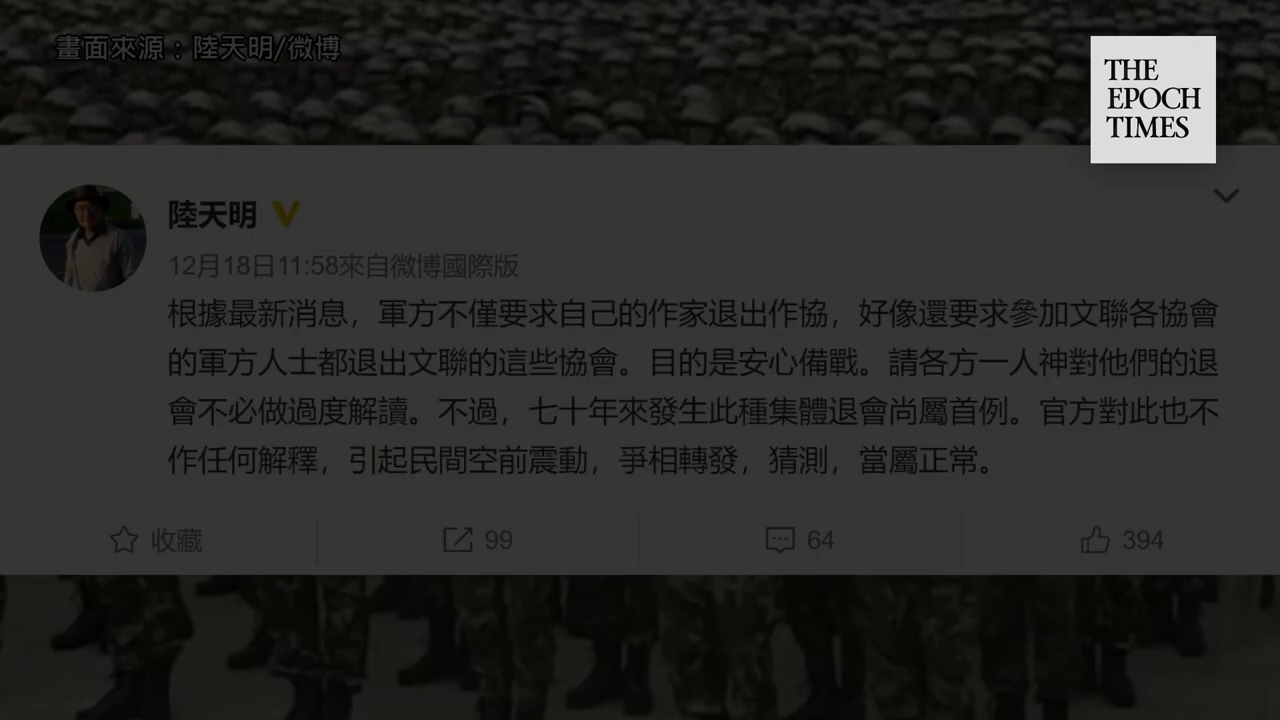 畫面來源：陸天明/微博
THE
EPOCH
TIMES
陸天明
12月18日11:58來自微博國際版
根據最新消息，軍方不僅要求自己的作家退出作協，好像還要求參加文聯各協會
的軍方人士都退出文聯的這些協會。目的是安心備戰。請各方一人神對他們的退
會不必做過度解讀。不過，七十年來發生此種集體退會尚屬首例。官方對此也不
作任何解釋，引起民間空前震動，爭相轉發，猜測，當屬正常。
收藏
99
64
394